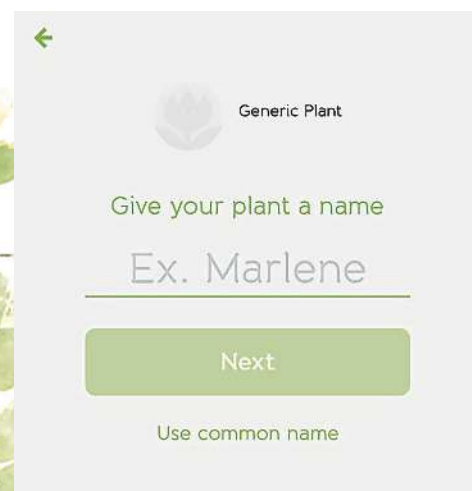 Generic Plant
Give your plant a name
Ex. Marlene
Next
Use common name